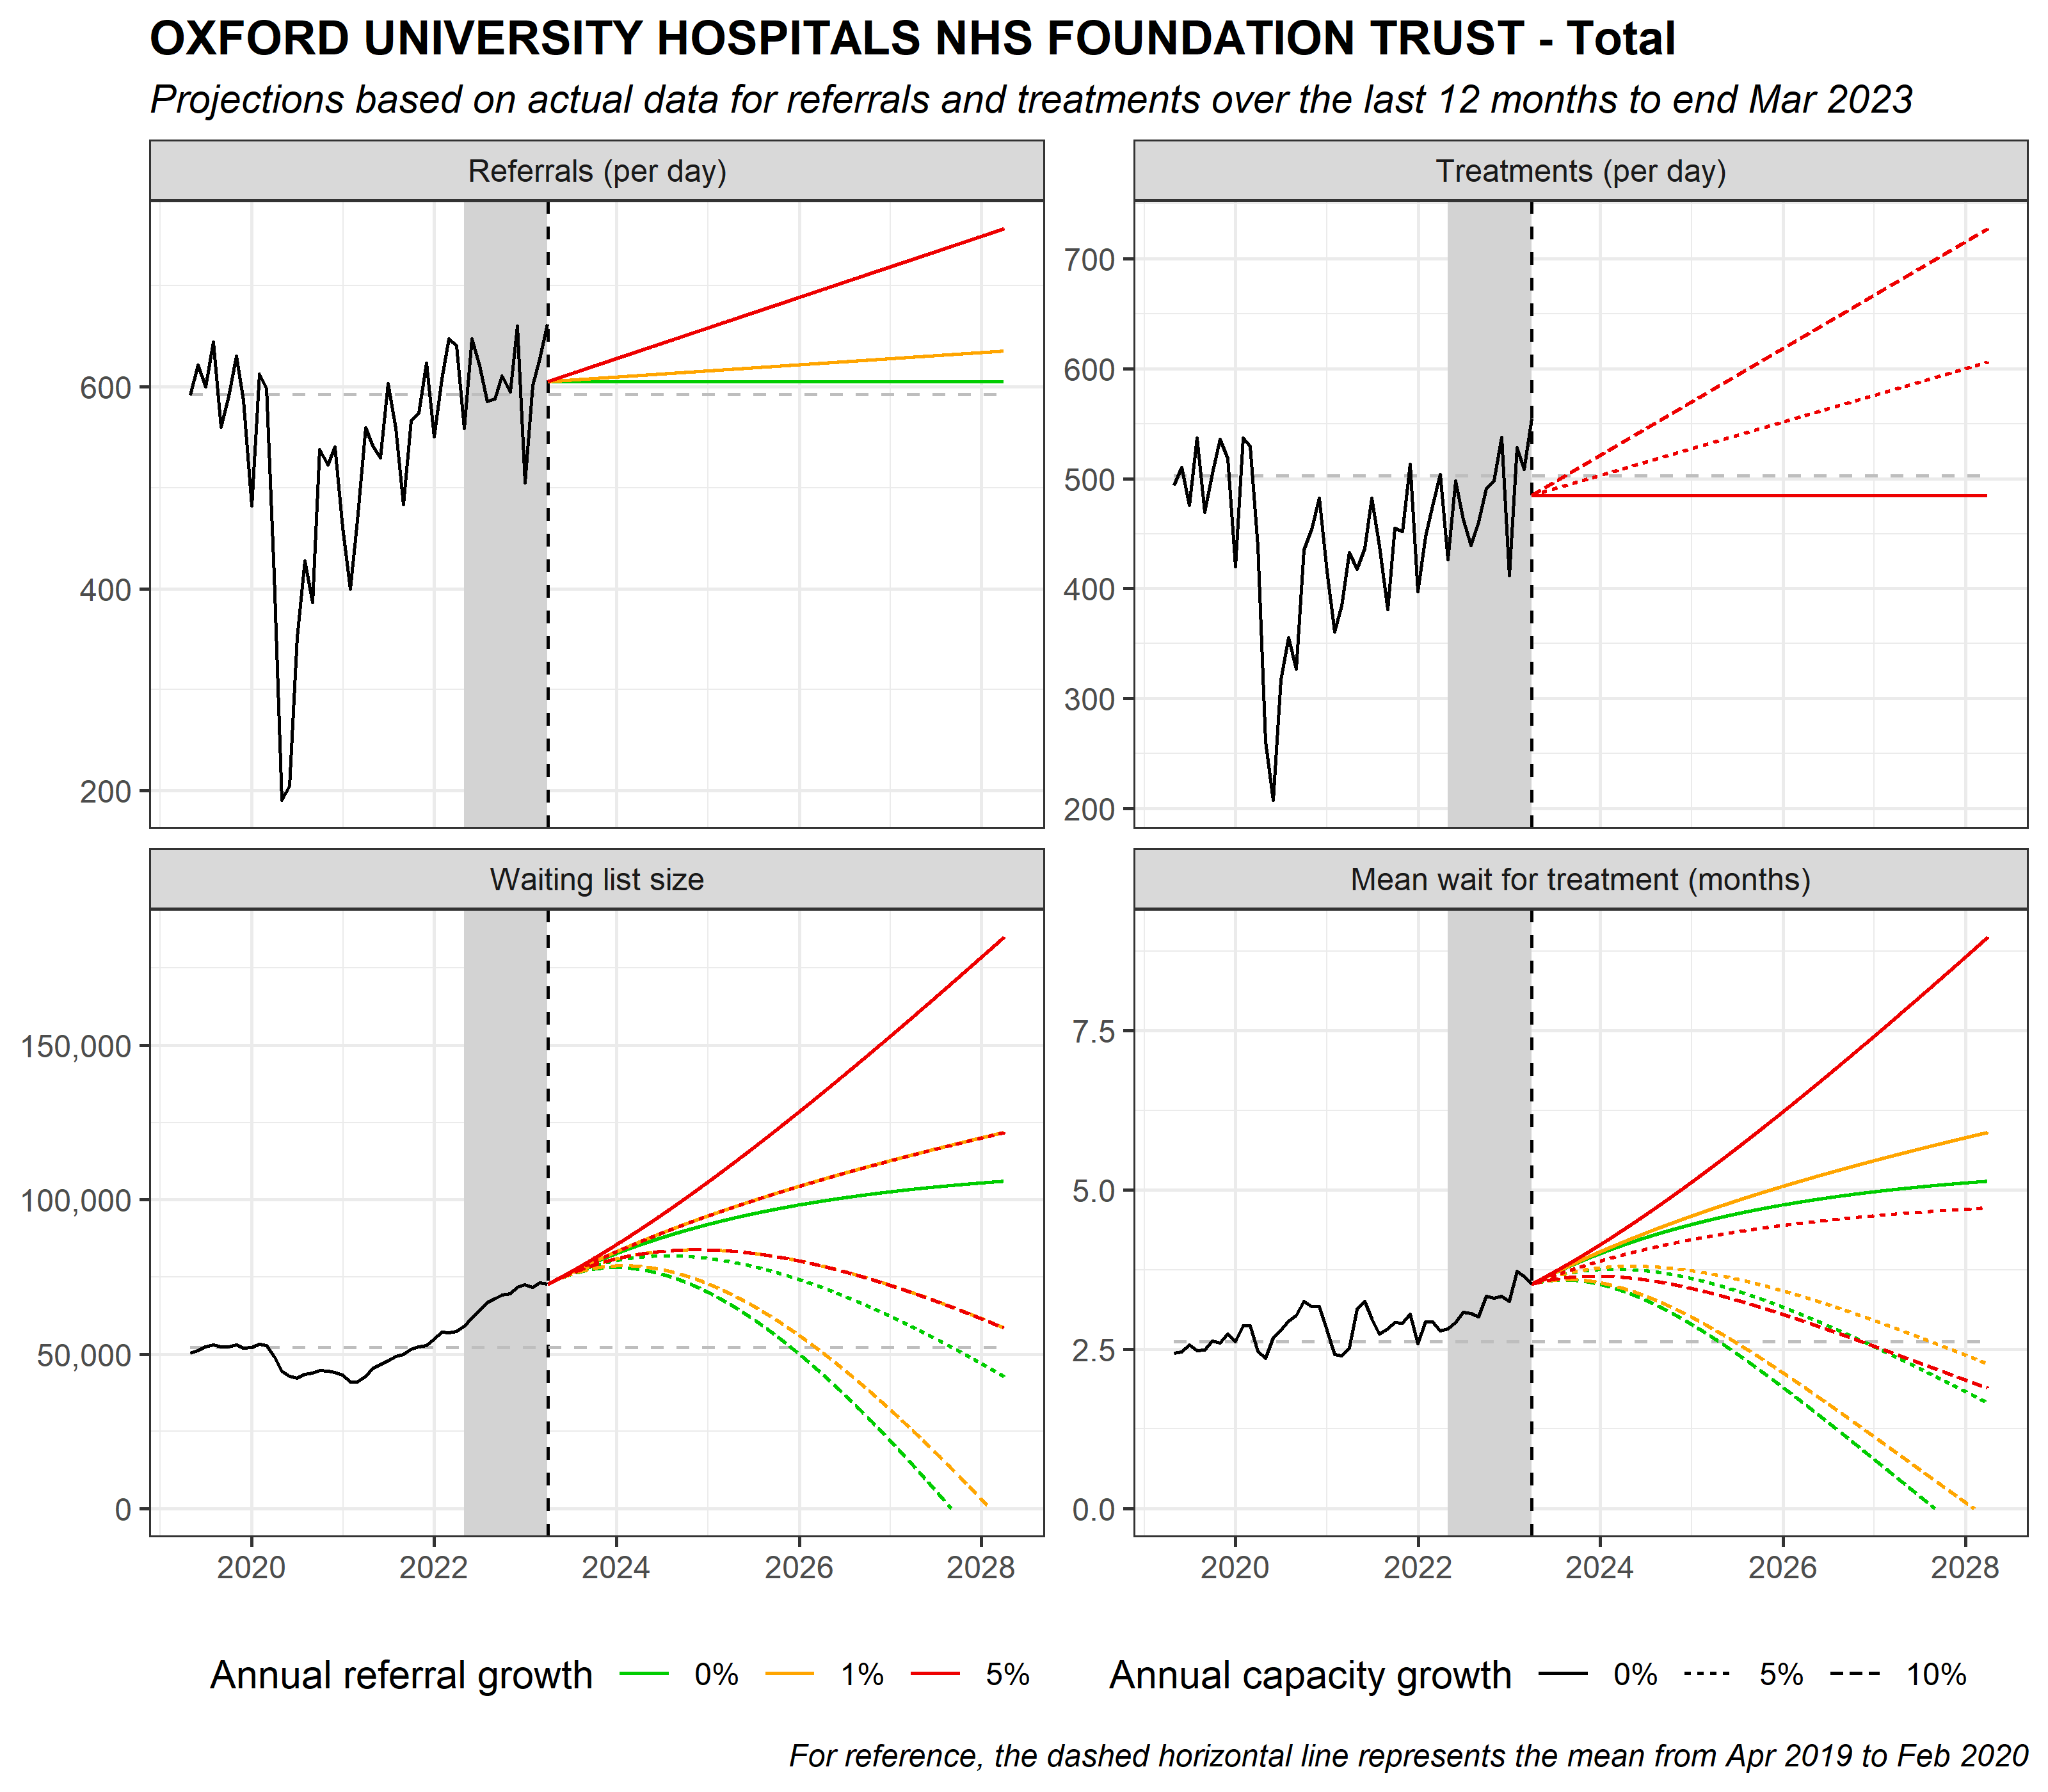 OXFORD UNIVERSITY HOSPITALS NHS FOUNDATION TRUST - Total
Projections based on actual data for referrals and treatments over the last 12 months to end Mar 2023
Referrals (per day)
600
400
200
Treatments (per day)
700
600
500
400
300
200
Waiting list size
150,000
100,000
50,000
0
2020 2022 2024 2026 2028
Mean wait for treatment (months)
7.5
5.0
2.5
0.0
2020 2022 2024 2026 2028
Annual referral growth 0% 1% 5%
Annual capacity growth 0% 5% 10%
For reference, the dashed horizontal line represents the mean from Apr 2019 to Feb 2020